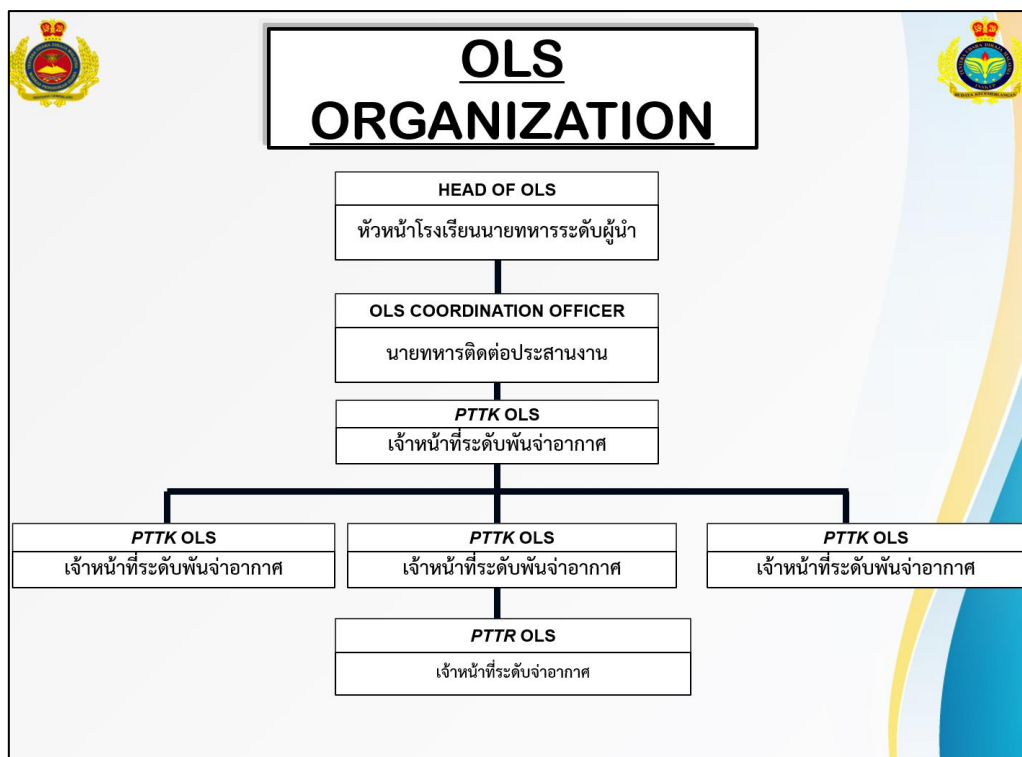 OLS
ORGANIZATION
HEAD OF OLS
หัวหน้าโรงเรียนนายทหารระดับผู้นำ
OLS COORDINATION OFFICER
นายทหารติดต่อประสานงาน
PTTK OLS
เจ้าหน้าที่ระดับพันจ่าอากาศ
PTTK OLS
เจ้าหน้าที่ระดับพันจ่าอากาศ
PTTK OLS
เจ้าหน้าที่ระดับพันจ่าอากาศ
PTTK OLS
เจ้าหน้าที่ระดับพันจ่าอากาศ
PTTR OLS
เจ้าหน้าที่ระดับจ่าอากาศ